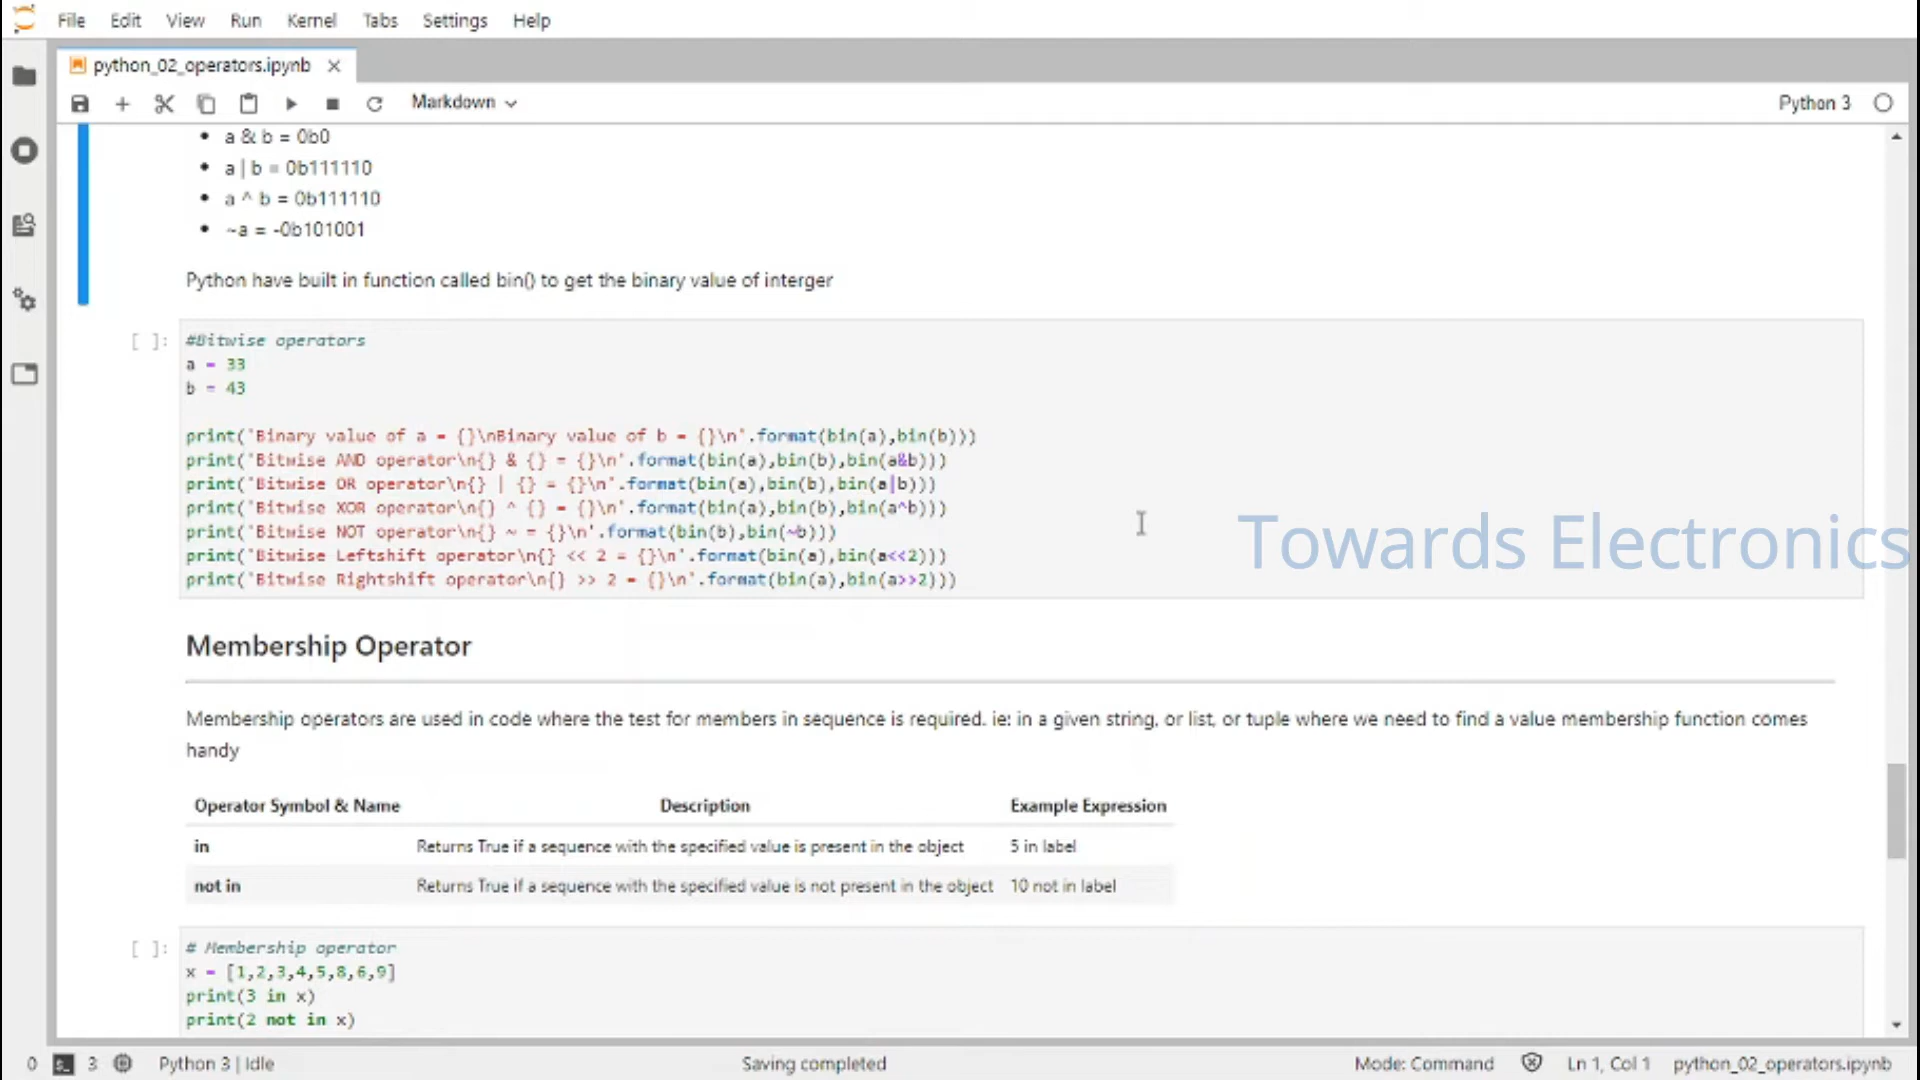 File Edit View Run Kernel Tabs Settings Help
python_02_operators.ipynb
Markdown
Python 3
a & b = 0b0
a | b = 0b111110
a ^ b = 0b111110
~a = -0b101001
Python have built in function called bin() to get the binary value of interger
[ ]: #Bitwise operators
a = 33
b = 43
print('Binary value of a = {}\nBinary value of b = {}\n'.format(bin(a),bin(b)))
print('Bitwise AND operator\n{} & {} = {}\n'.format(bin(a),bin(b),bin(a&b)))
print('Bitwise OR operator\n{} | {} = {}\n'.format(bin(a),bin(b),bin(a|b)))
print('Bitwise XOR operator\n{} ^ {} = {}\n'.format(bin(a),bin(b),bin(a^b)))
print('Bitwise NOT operator\n{} ~ = {}\n'.format(bin(b),bin(~b)))
print('Bitwise Leftshift operator\n{} << 2 = {}\n'.format(bin(a),bin(a<<2)))
print('Bitwise Rightshift operator\n{} >> 2 = {}\n'.format(bin(a),bin(a>>2)))
Towards Electronics
Membership Operator
Membership operators are used in code where the test for members in sequence is required. ie: in a given string, or list, or tuple where we need to find a value membership function comes
handy
Operator Symbol & Name Description Example Expression
in Returns True if a sequence with the specified value is present in the object 5 in label
not in Returns True if a sequence with the specified value is not present in the object 10 not in label
[ ]: # Membership operator
x = [1,2,3,4,5,8,6,9]
print(3 in x)
print(2 not in x)
0 3 Python 3 | Idle Saving completed Mode: Command Ln 1, Col 1 python_02_operators.ipynb